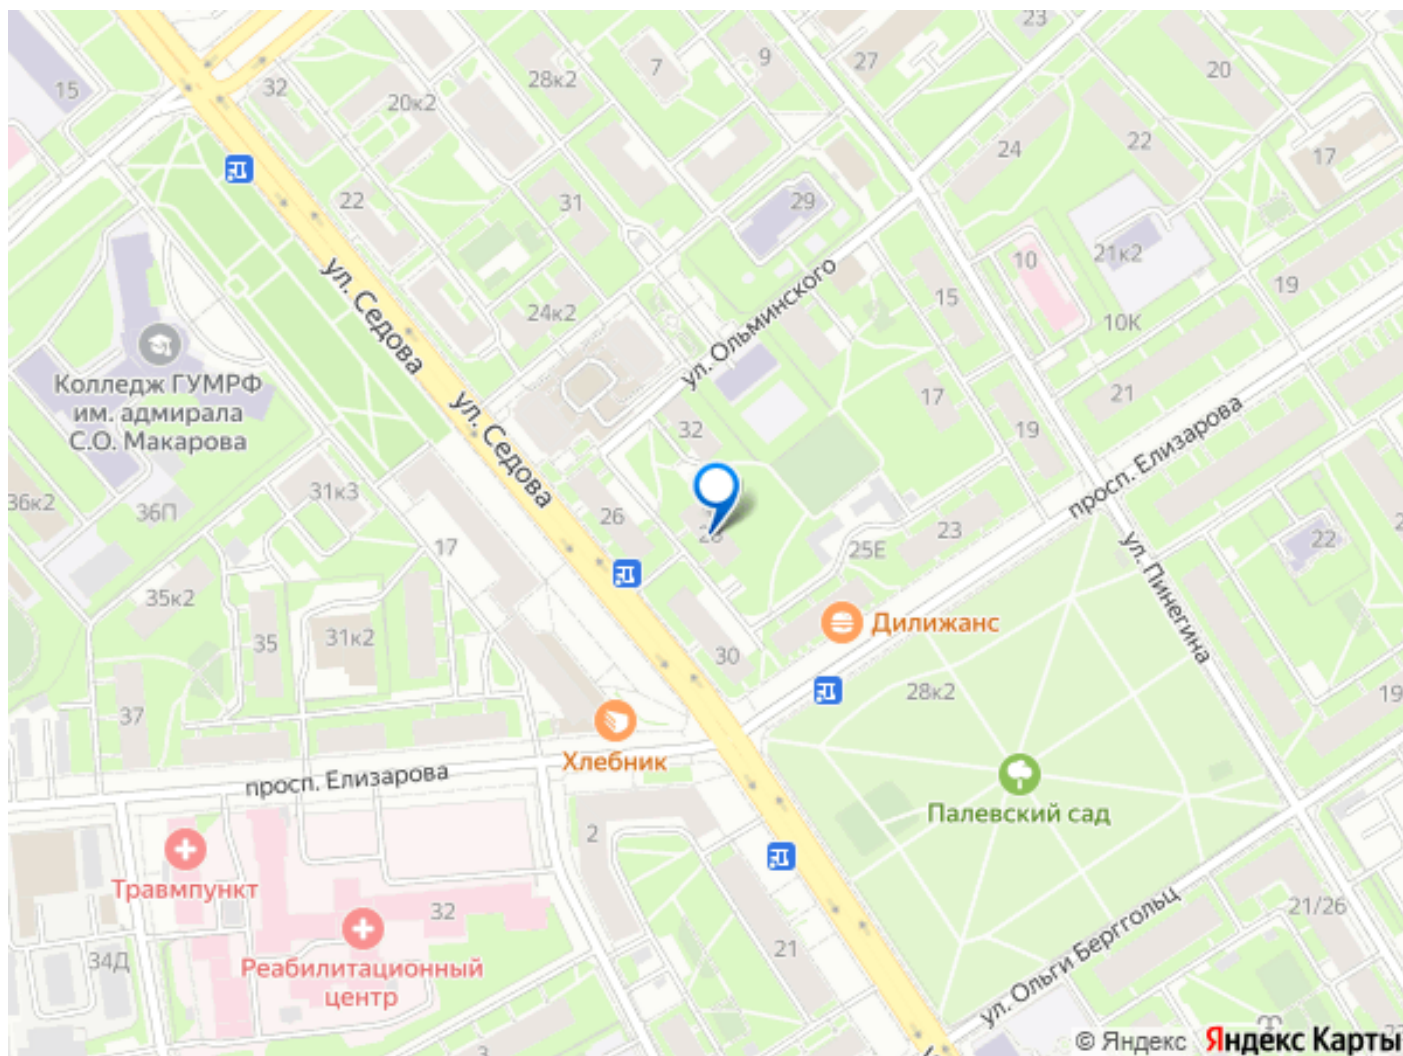 23
9
7
27
28к2
20
15
32
20к2
22
24
17
22
31
29
21к2
10
19
ул. Седова
15
24к2
10К
ул. Ольминского
Колледж ГУМРФ
им. адмирала
С.О. Макарова
17
21
ул. Седова
32
19
просп. Елизарова
31к3
36к2
36П
26
23
22
17
25Е
ул. Пинегина
35к2
Дилижанс
35
31к2
30
28к2
19
37
Хлебник
просп. Елизарова
Палевский сад
2
Травмпункт
32
21/26
21
34Д
Реабилитационный
центр
ул. Ольги Берггольц
3
© Яндекс Яндекс Карты